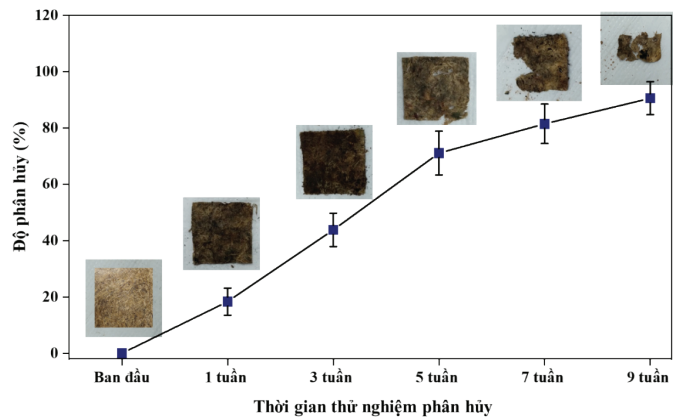 120
100
80
60
40
20
0
Độ phân hủy (%)
Ban đầu 1 tuần 3 tuần 5 tuần 7 tuần 9 tuần
Thời gian thử nghiệm phân hủy